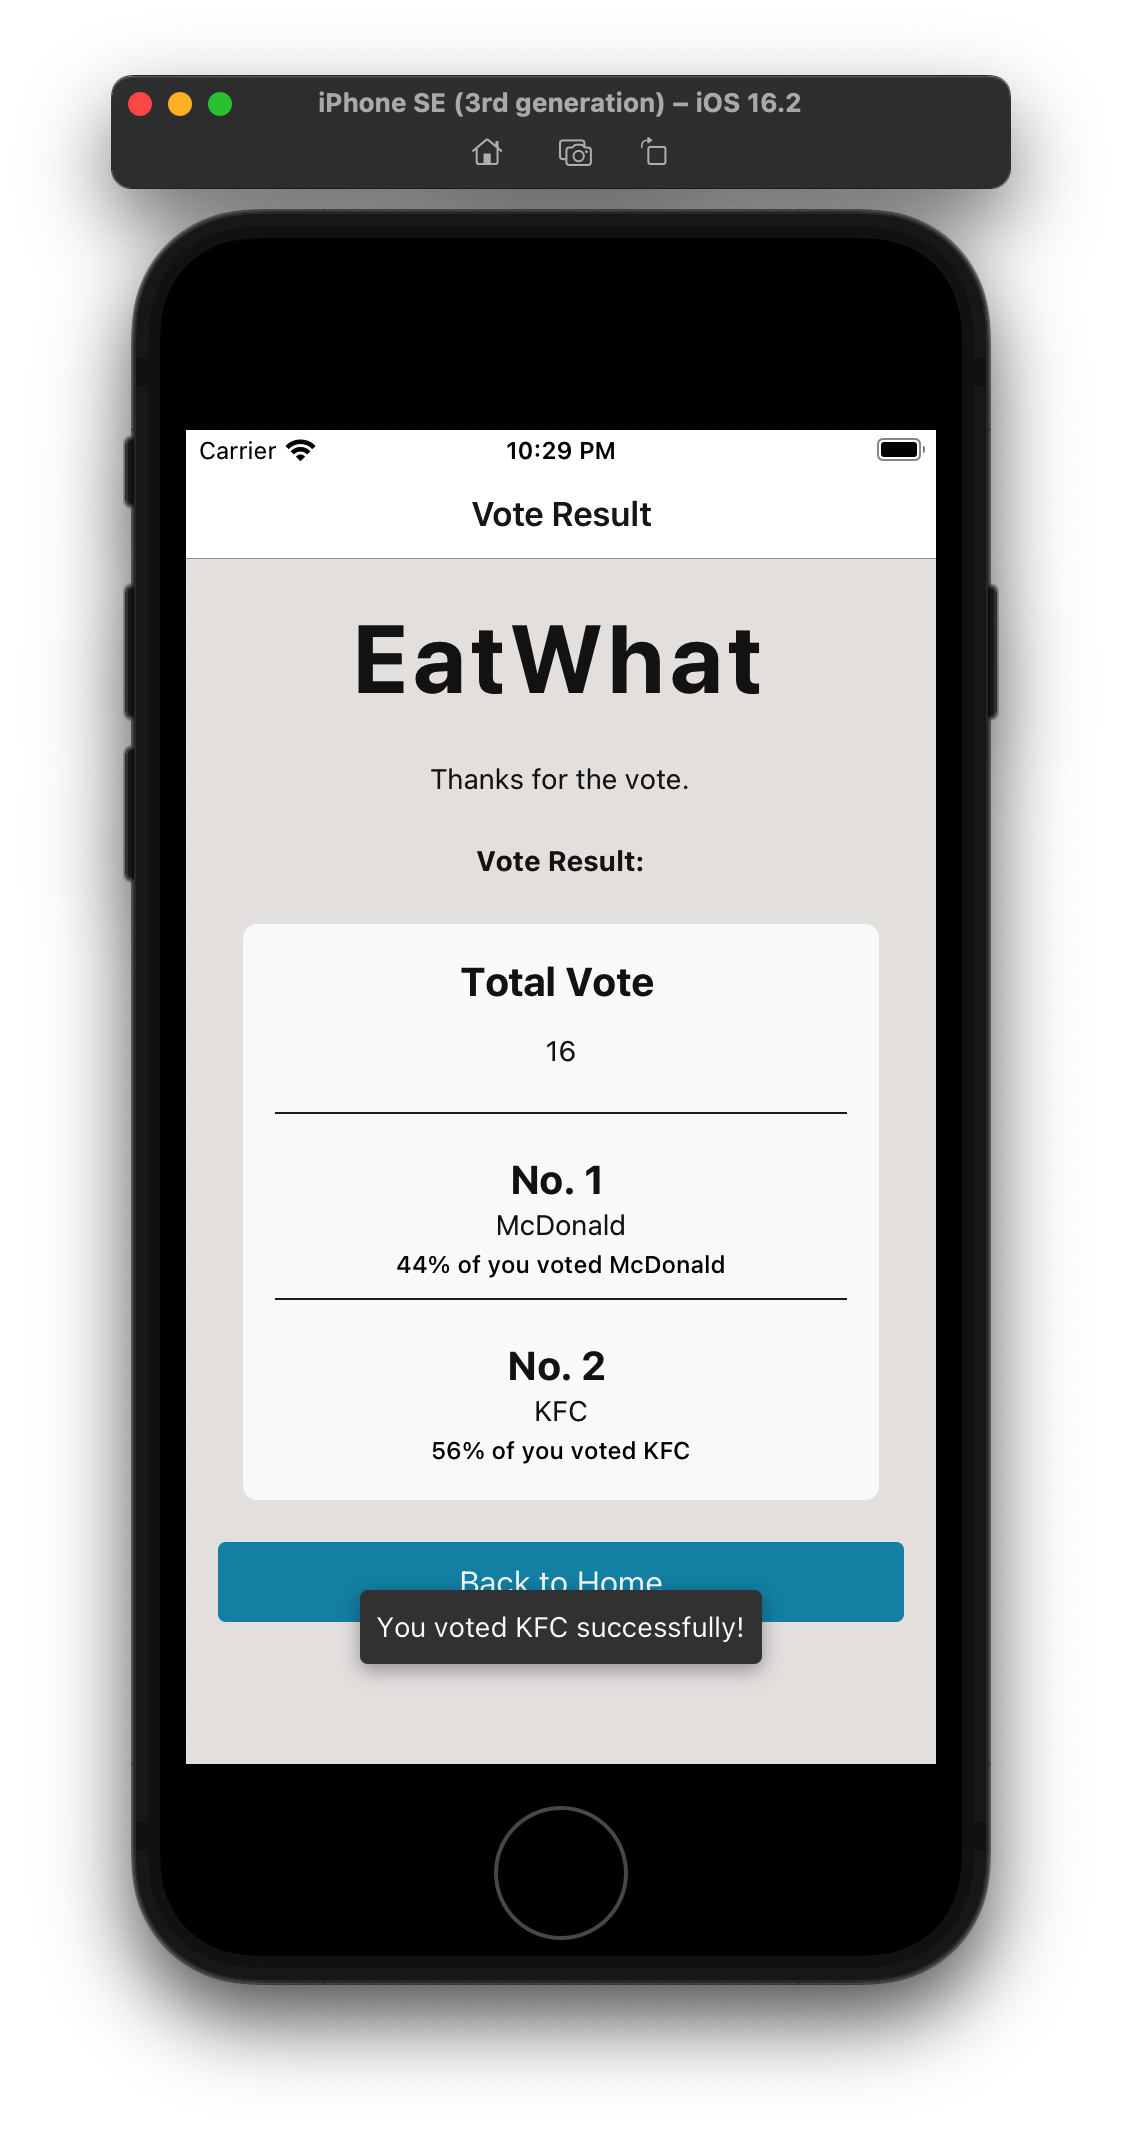 iPhone SE (3rd generation) – iOS 16.2
Carrier 10:29 PM
Vote Result
EatWhat
Thanks for the vote.
Vote Result:
Total Vote
16
No. 1
McDonald
44% of you voted McDonald
No. 2
KFC
56% of you voted KFC
Back to Home
You voted KFC successfully!